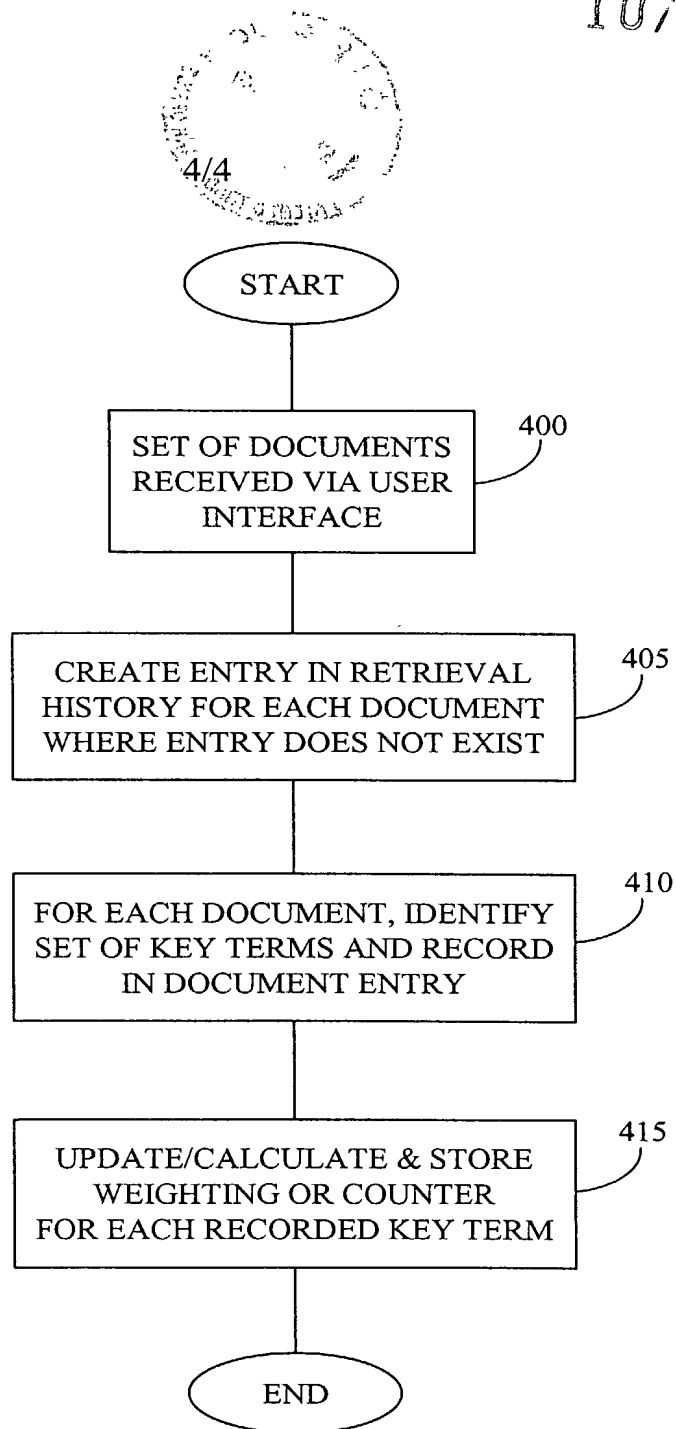 4/4
START
400
SET OF DOCUMENTS
RECEIVED VIA USER
INTERFACE
405
CREATE ENTRY IN RETRIEVAL
HISTORY FOR EACH DOCUMENT
WHERE ENTRY DOES NOT EXIST
410
FOR EACH DOCUMENT, IDENTIFY
SET OF KEY TERMS AND RECORD
IN DOCUMENT ENTRY
415
UPDATE/CALCULATE & STORE
WEIGHTING OR COUNTER
FOR EACH RECORDED KEY TERM
END